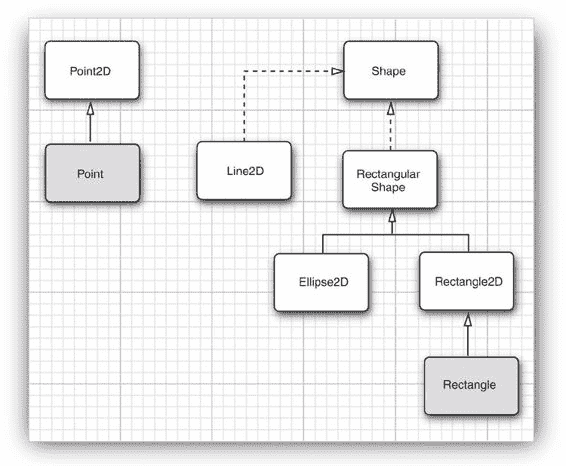 Point2D
Shape
Point
Line2D
Rectangular
Shape
Ellipse2D
Rectangle2D
Rectangle